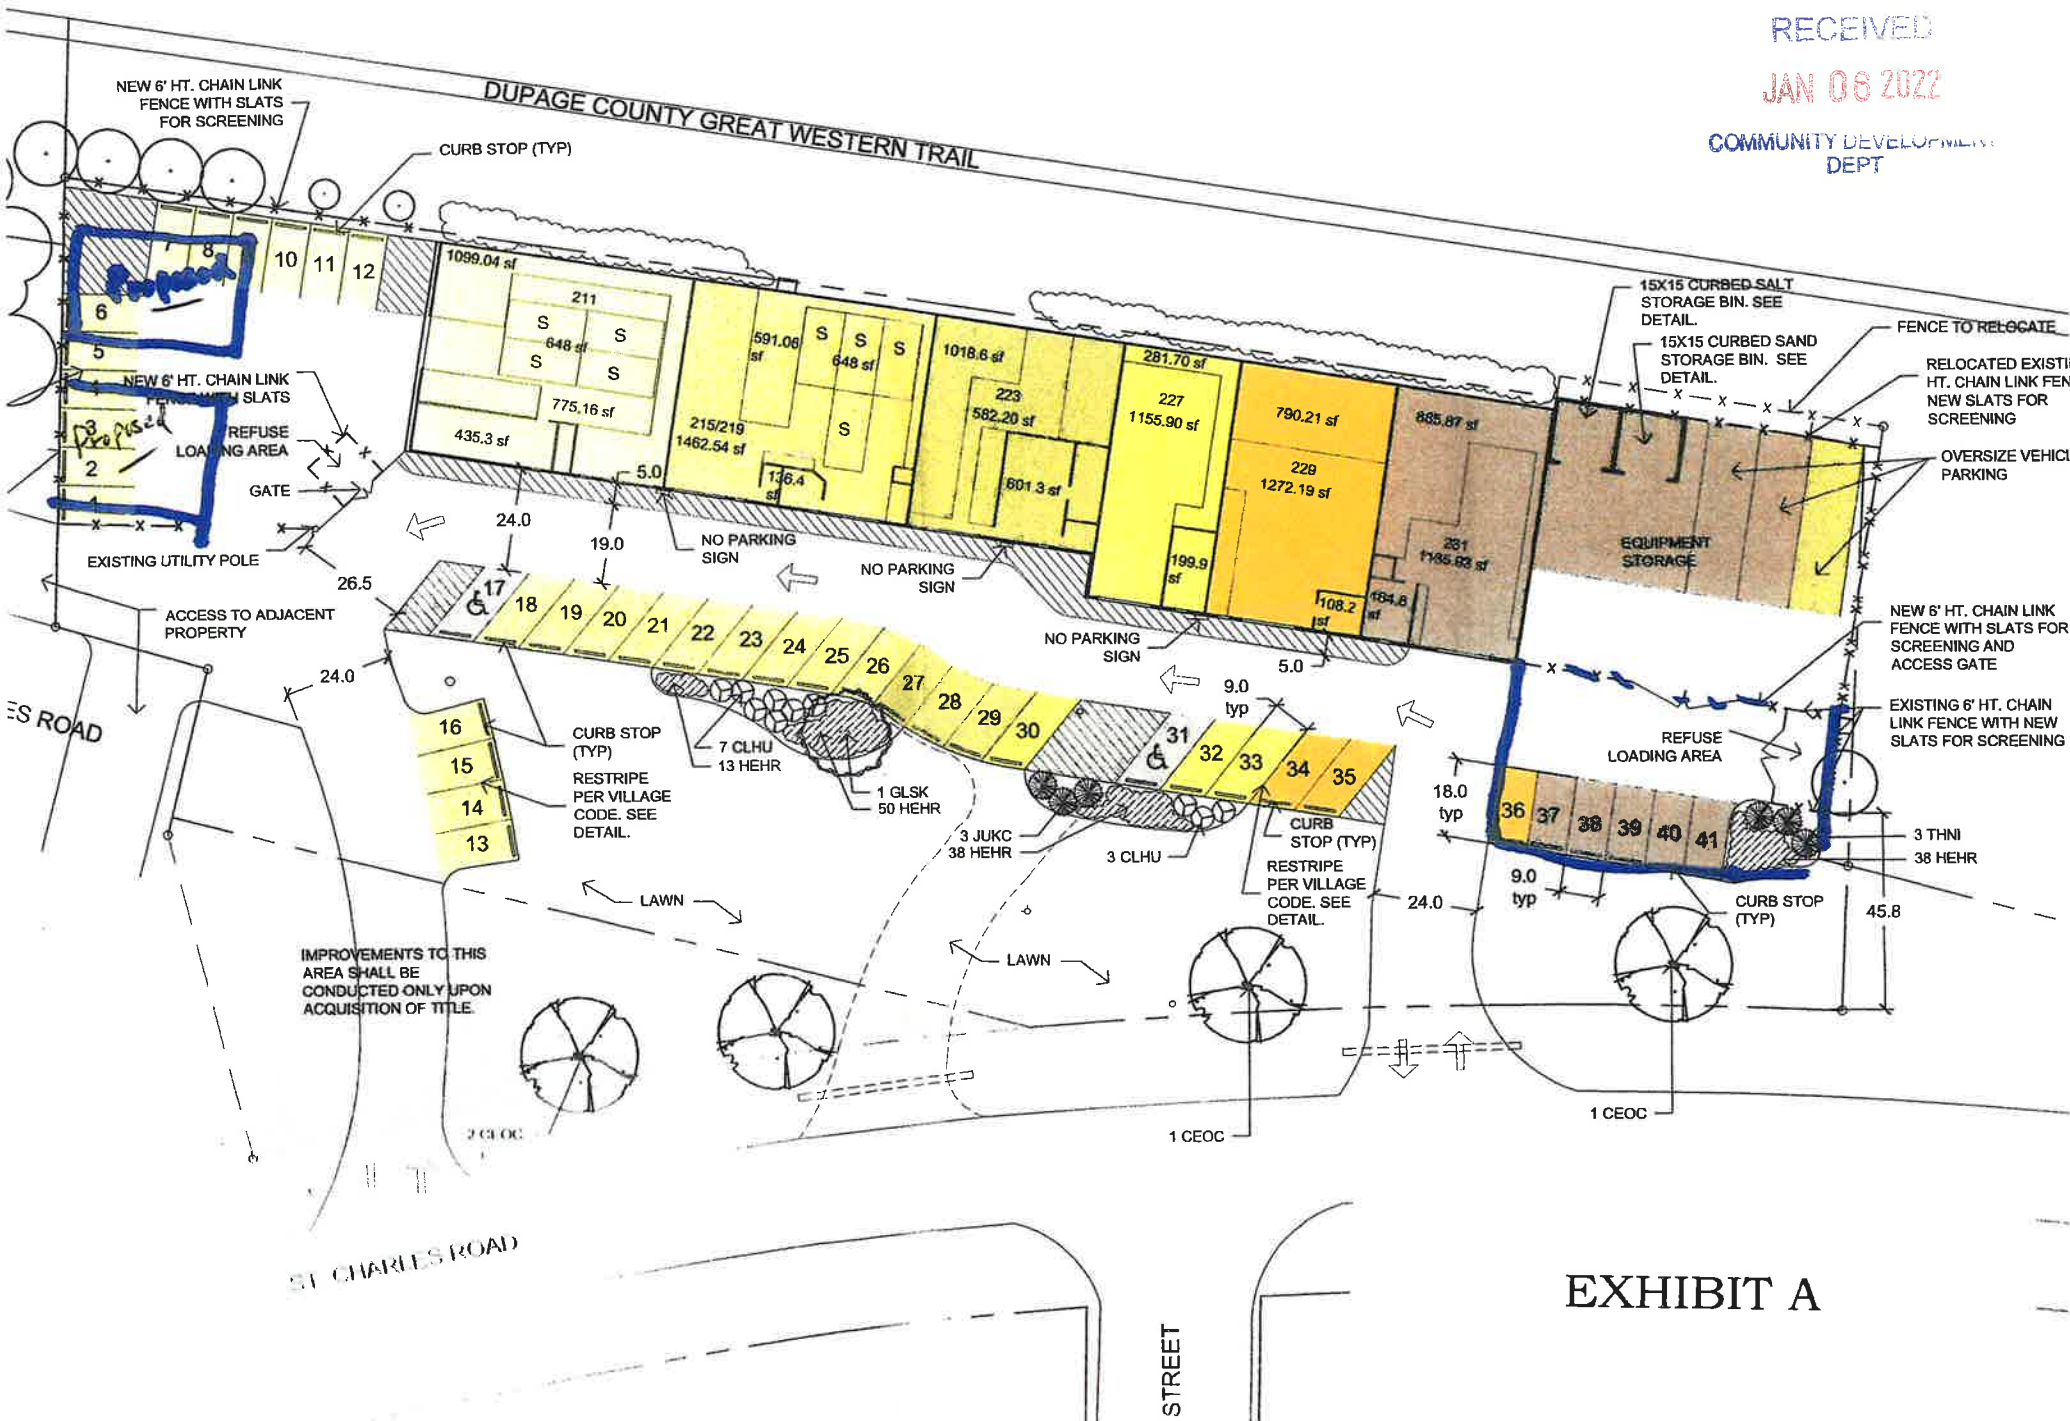 RECEIVED
JAN 06 2022
COMMUNITY DEVELOPMENT
DEPT
NEW 6' HT. CHAIN LINK
FENCE WITH SLATS
FOR SCREENING
CURB STOP (TYP)
DUPAGE COUNTY GREAT WESTERN TRAIL
7
8
10
11
12
Proposed
6
5
4
3
Proposed
2
1
NEW 6' HT. CHAIN LINK
FENCE WITH SLATS
REFUSE
LOADING AREA
GATE
EXISTING UTILITY POLE
26.5
ACCESS TO ADJACENT
PROPERTY
24.0
ES ROAD
1099.04 sf
211
S
S
648 sf
S
S
775.16 sf
435.3 sf
591.06
sf
S
S
S
648 sf
S
215/219
1462.54 sf
136.4
sf
1018.6 sf
223
582.20 sf
601.3 sf
281.70 sf
227
1155.90 sf
199.9
sf
790.21 sf
229
1272.19 sf
108.2
sf
885.87 sf
231
1185.93 sf
184.8
sf
15X15 CURBED SALT
STORAGE BIN. SEE
DETAIL.
15X15 CURBED SAND
STORAGE BIN. SEE
DETAIL.
FENCE TO RELOCATE
RELOCATED EXISTI
HT. CHAIN LINK FEN
NEW SLATS FOR
SCREENING
OVERSIZE VEHICL
PARKING
EQUIPMENT
STORAGE
NEW 6' HT. CHAIN LINK
FENCE WITH SLATS FOR
SCREENING AND
ACCESS GATE
EXISTING 6' HT. CHAIN
LINK FENCE WITH NEW
SLATS FOR SCREENING
REFUSE
LOADING AREA
5.0
24.0
19.0
NO PARKING
SIGN
NO PARKING
SIGN
NO PARKING
SIGN
5.0
9.0
typ
17
18
19
20
21
22
23
24
25
26
27
28
29
30
31
32
33
34
35
36
37
38
39
40
41
18.0
typ
9.0
typ
16
15
14
13
CURB STOP
(TYP)
RESTRIPE
PER VILLAGE
CODE. SEE
DETAIL.
7 CLHU
13 HEHR
1 GLSK
50 HEHR
3 JUKC
38 HEHR
3 CLHU
CURB
STOP (TYP)
RESTRIPE
PER VILLAGE
CODE. SEE
DETAIL.
24.0
CURB STOP
(TYP)
3 THNI
38 HEHR
45.8
LAWN
LAWN
IMPROVEMENTS TO THIS
AREA SHALL BE
CONDUCTED ONLY UPON
ACQUISITION OF TITLE.
2 CEOC
1 CEOC
1 CEOC
ST. CHARLES ROAD
STREET
EXHIBIT A